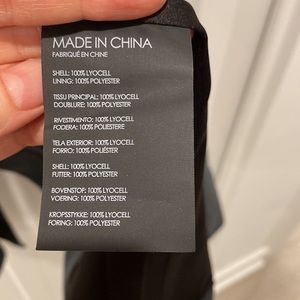 MADE IN CHINA
FABRIQUÉ EN CHINE
SHELL: 100% LYOCELL
LINING: 100% POLYESTER
TISSU PRINCIPAL: 100% LYOCELL
DOUBLURE: 100% POLYESTER
RIVESTIMENTO: 100% LYOCELL
FODERA: 100% POLIESTERE
TELA EXTERIOR: 100% LYOCELL
FORRO: 100% POLIÉSTER
SHELL: 100% LYOCELL
FUTTER: 100% POLYESTER
BOVENSTOF: 100% LYOCELL
VOERING: 100% POLYESTER
KROPSSTYKKE: 100% LYOCELL
FORING: 100% POLYESTER